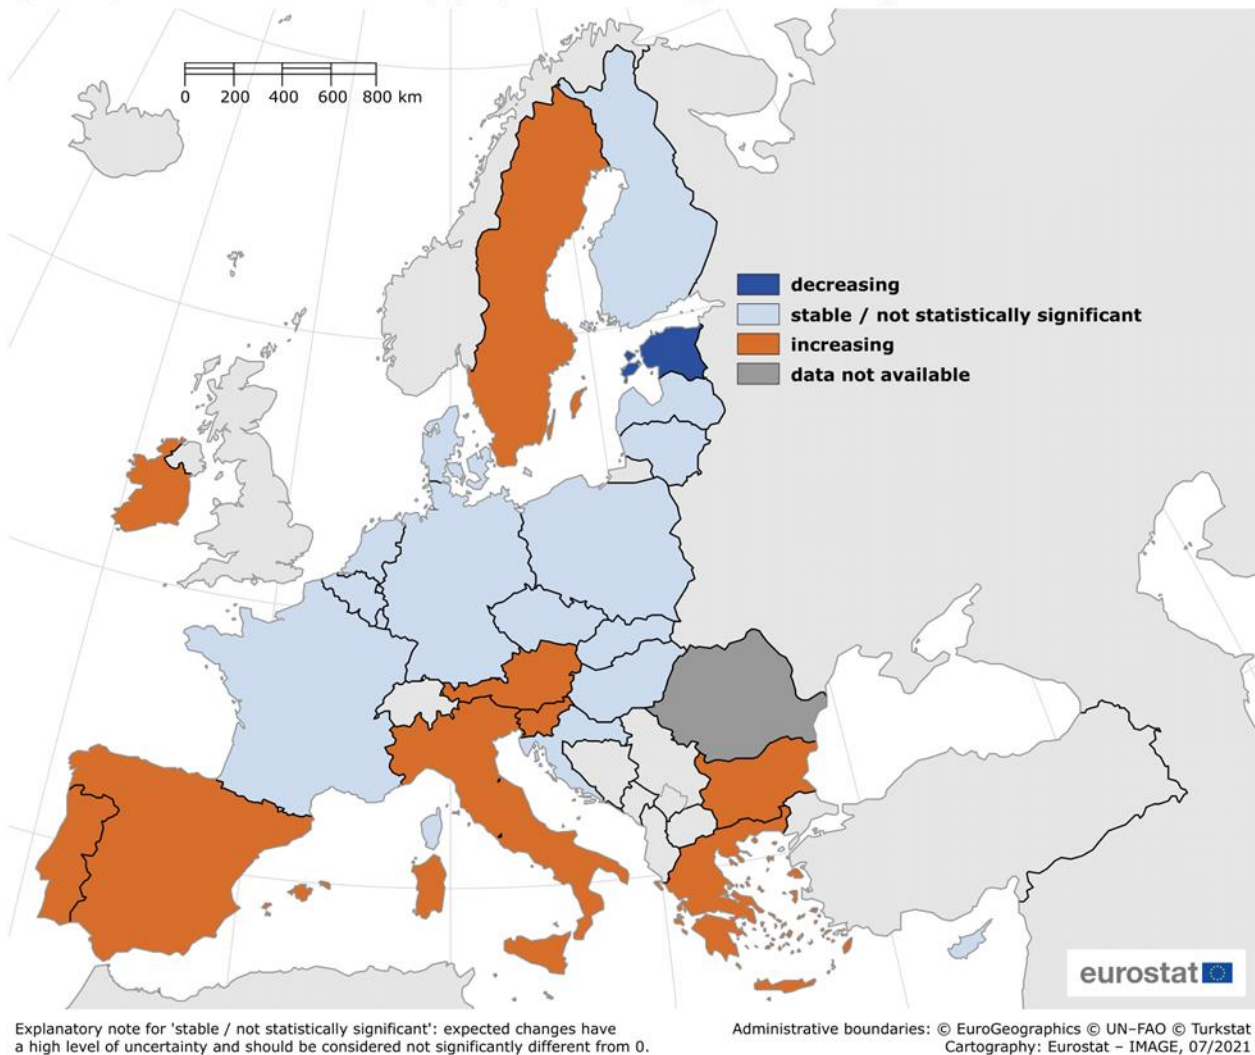 0 200 400 600 800 km
decreasing
stable / not statistically significant
increasing
data not available
eurostat
Explanatory note for 'stable / not statistically significant': expected changes have
a high level of uncertainty and should be considered not significantly different from 0.
Administrative boundaries: © EuroGeographics © UN–FAO © Turkstat
Cartography: Eurostat – IMAGE, 07/2021